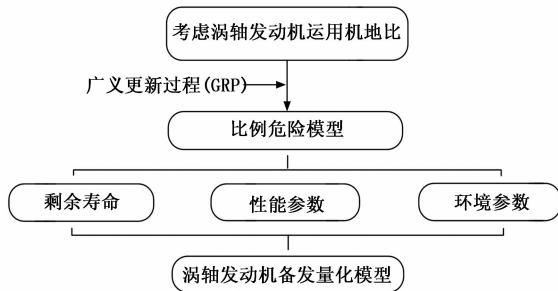 考虑涡轴发动机运用机地比
广义更新过程(GRP)
比例危险模型
剩余寿命
性能参数
环境参数
涡轴发动机备发量化模型